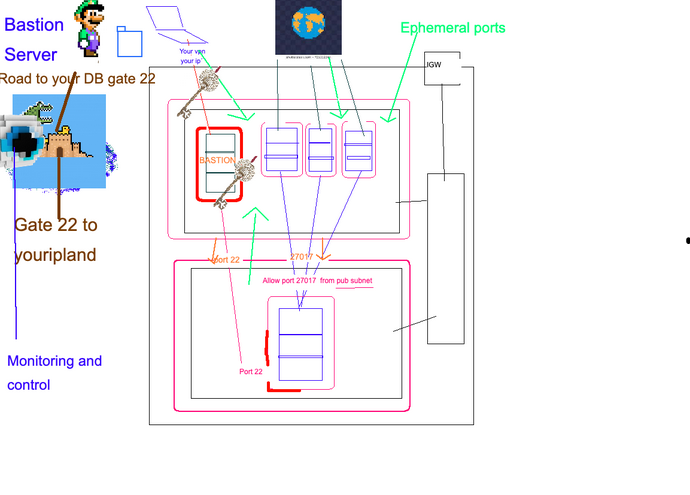 Bastion
Server
Road to your DB gate 22
Gate 22 to
youripland
Monitoring and
control
Your vpn
your ip
Ephemeral ports
IGW
BASTION
port 22
27017
Allow port 27017 from pub subnet
Port 22